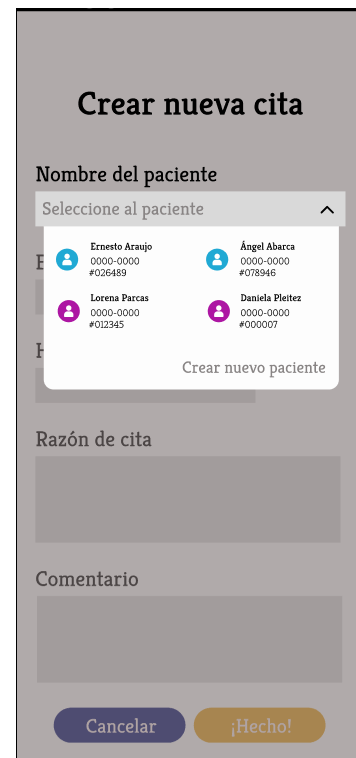 Crear nueva cita
Nombre del paciente
Seleccione al paciente
Ernesto Araujo
0000-0000
#026489
Ángel Abarca
0000-0000
#078946
Lorena Parcas
0000-0000
#012345
Daniela Pleitez
0000-0000
#000007
Crear nuevo paciente
Razón de cita
Comentario
Cancelar
¡Hecho!